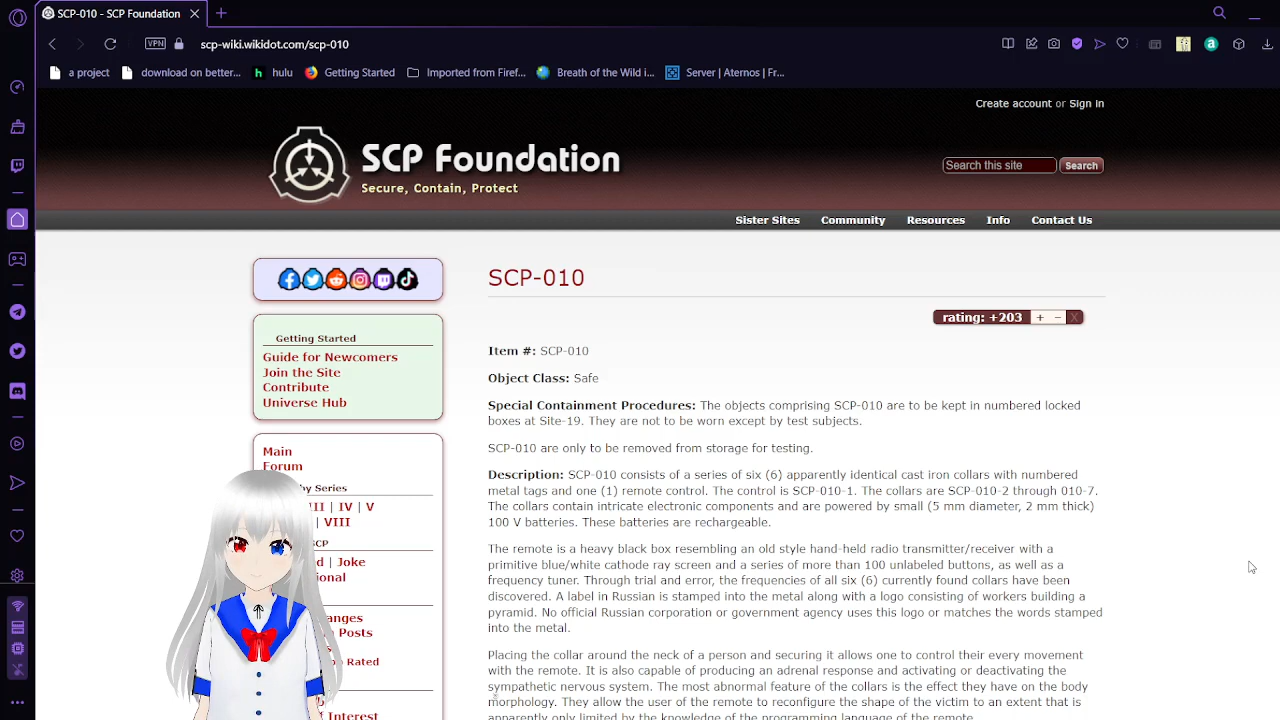 SCP-010 - SCP Foundation
VPN scp-wiki.wikidot.com/scp-010
a project download on better... hulu Getting Started Imported from Firef... Breath of the Wild i... Server | Aternos | Fr...
Create account or Sign in
SCP Foundation
Secure, Contain, Protect
Search this site Search
Sister Sites Community Resources Info Contact Us
SCP-010
rating: +203 + − X
Getting Started
Guide for Newcomers
Join the Site
Contribute
Universe Hub
Main
Forum
by Series
III | IV | V
| VIII
SCP
d | Joke
ional
anges
Posts
Rated
Interest
Item #: SCP-010
Object Class: Safe
Special Containment Procedures: The objects comprising SCP-010 are to be kept in numbered locked
boxes at Site-19. They are not to be worn except by test subjects.
SCP-010 are only to be removed from storage for testing.
Description: SCP-010 consists of a series of six (6) apparently identical cast iron collars with numbered
metal tags and one (1) remote control. The control is SCP-010-1. The collars are SCP-010-2 through 010-7.
The collars contain intricate electronic components and are powered by small (5 mm diameter, 2 mm thick)
100 V batteries. These batteries are rechargeable.
The remote is a heavy black box resembling an old style hand-held radio transmitter/receiver with a
primitive blue/white cathode ray screen and a series of more than 100 unlabeled buttons, as well as a
frequency tuner. Through trial and error, the frequencies of all six (6) currently found collars have been
discovered. A label in Russian is stamped into the metal along with a logo consisting of workers building a
pyramid. No official Russian corporation or government agency uses this logo or matches the words stamped
into the metal.
Placing the collar around the neck of a person and securing it allows one to control their every movement
with the remote. It is also capable of producing an adrenal response and activating or deactivating the
sympathetic nervous system. The most abnormal feature of the collars is the effect they have on the body
morphology. They allow the user of the remote to reconfigure the shape of the victim to an extent that is
apparently only limited by the knowledge of the programming language of the remote.